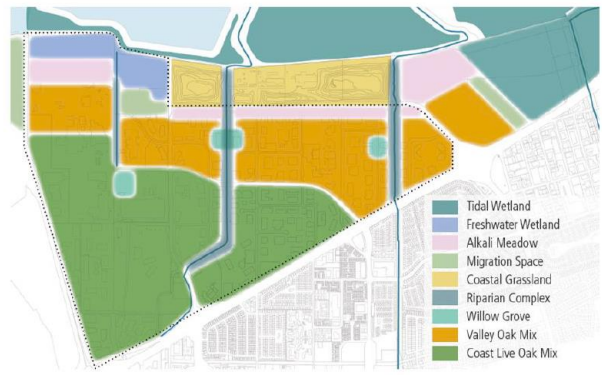 Tidal Wetland
Freshwater Wetland
Alkali Meadow
Migration Space
Coastal Grassland
Riparian Complex
Willow Grove
Valley Oak Mix
Coast Live Oak Mix